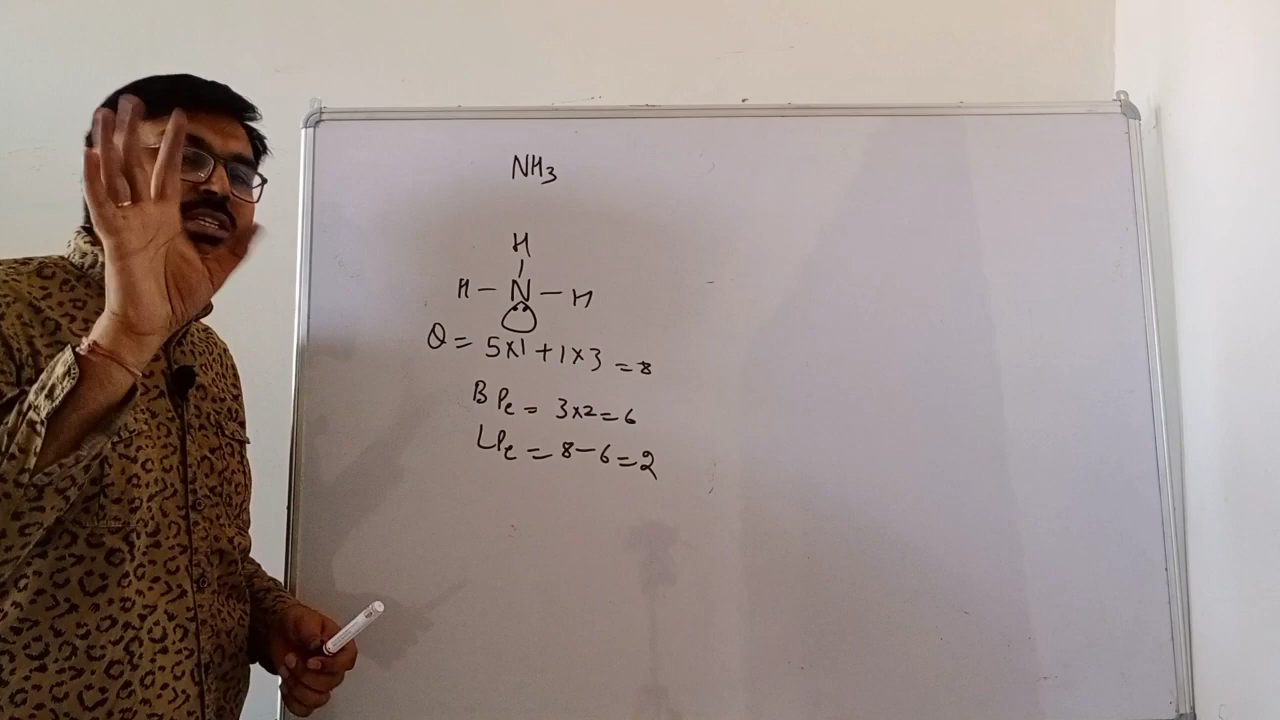 NH3
H
H – N – H
Q = 5x1 + 1x3 = 8
BPe = 3x2 = 6
LPe = 8 – 6 = 2